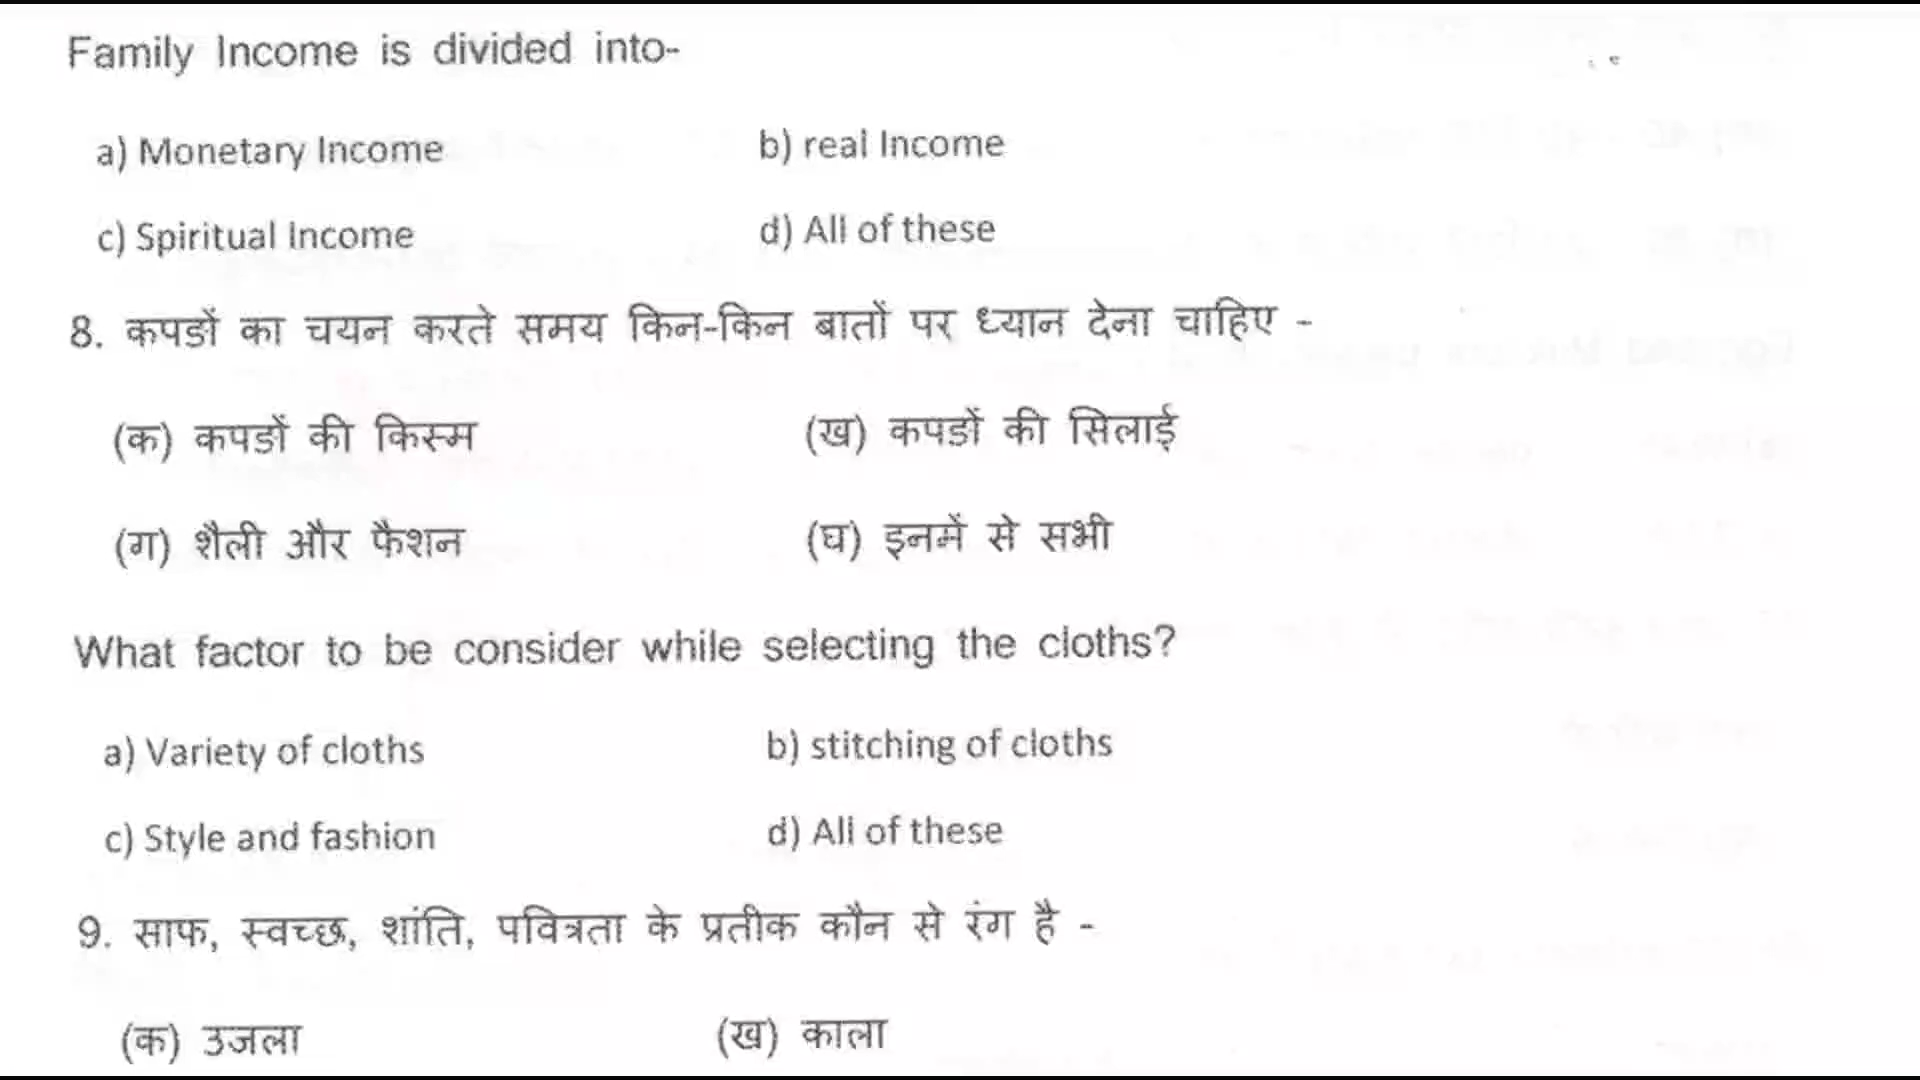 Family Income is divided into-
a) Monetary Income b) real Income
c) Spiritual Income d) All of these
8. कपडों का चयन करते समय किन-किन बातों पर ध्यान देना चाहिए -
(क) कपडों की किस्म (ख) कपडों की सिलाई
(ग) शैली और फैशन (घ) इनमें से सभी
What factor to be consider while selecting the cloths?
a) Variety of cloths b) stitching of cloths
c) Style and fashion d) All of these
9. साफ, स्वच्छ, शांति, पवित्रता के प्रतीक कौन से रंग है -
(क) उजला (ख) काला